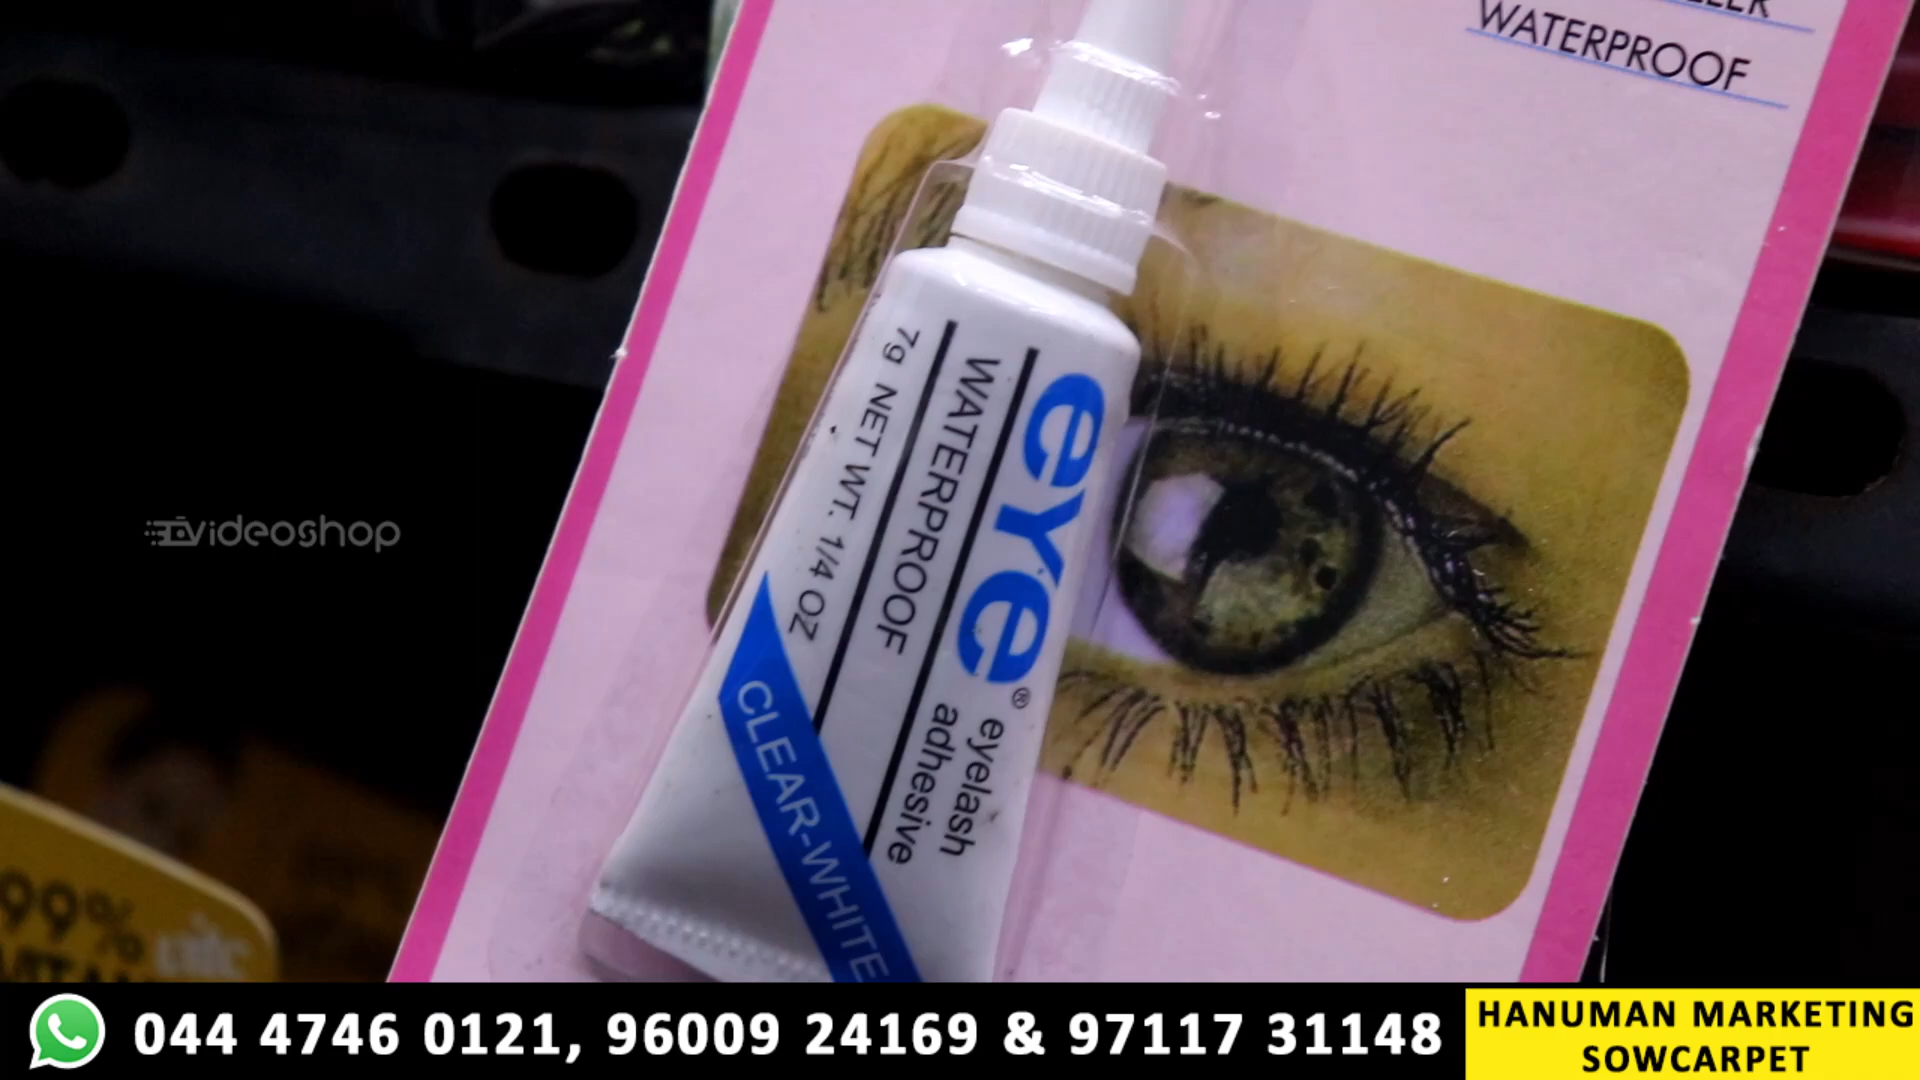 WATERPROOF
eye®
eyelash
adhesive
WATERPROOF
7g NET WT. 1/4 OZ
CLEAR-WHITE
videoshop
99%
044 4746 0121, 96009 24169 & 97117 31148
HANUMAN MARKETING
SOWCARPET